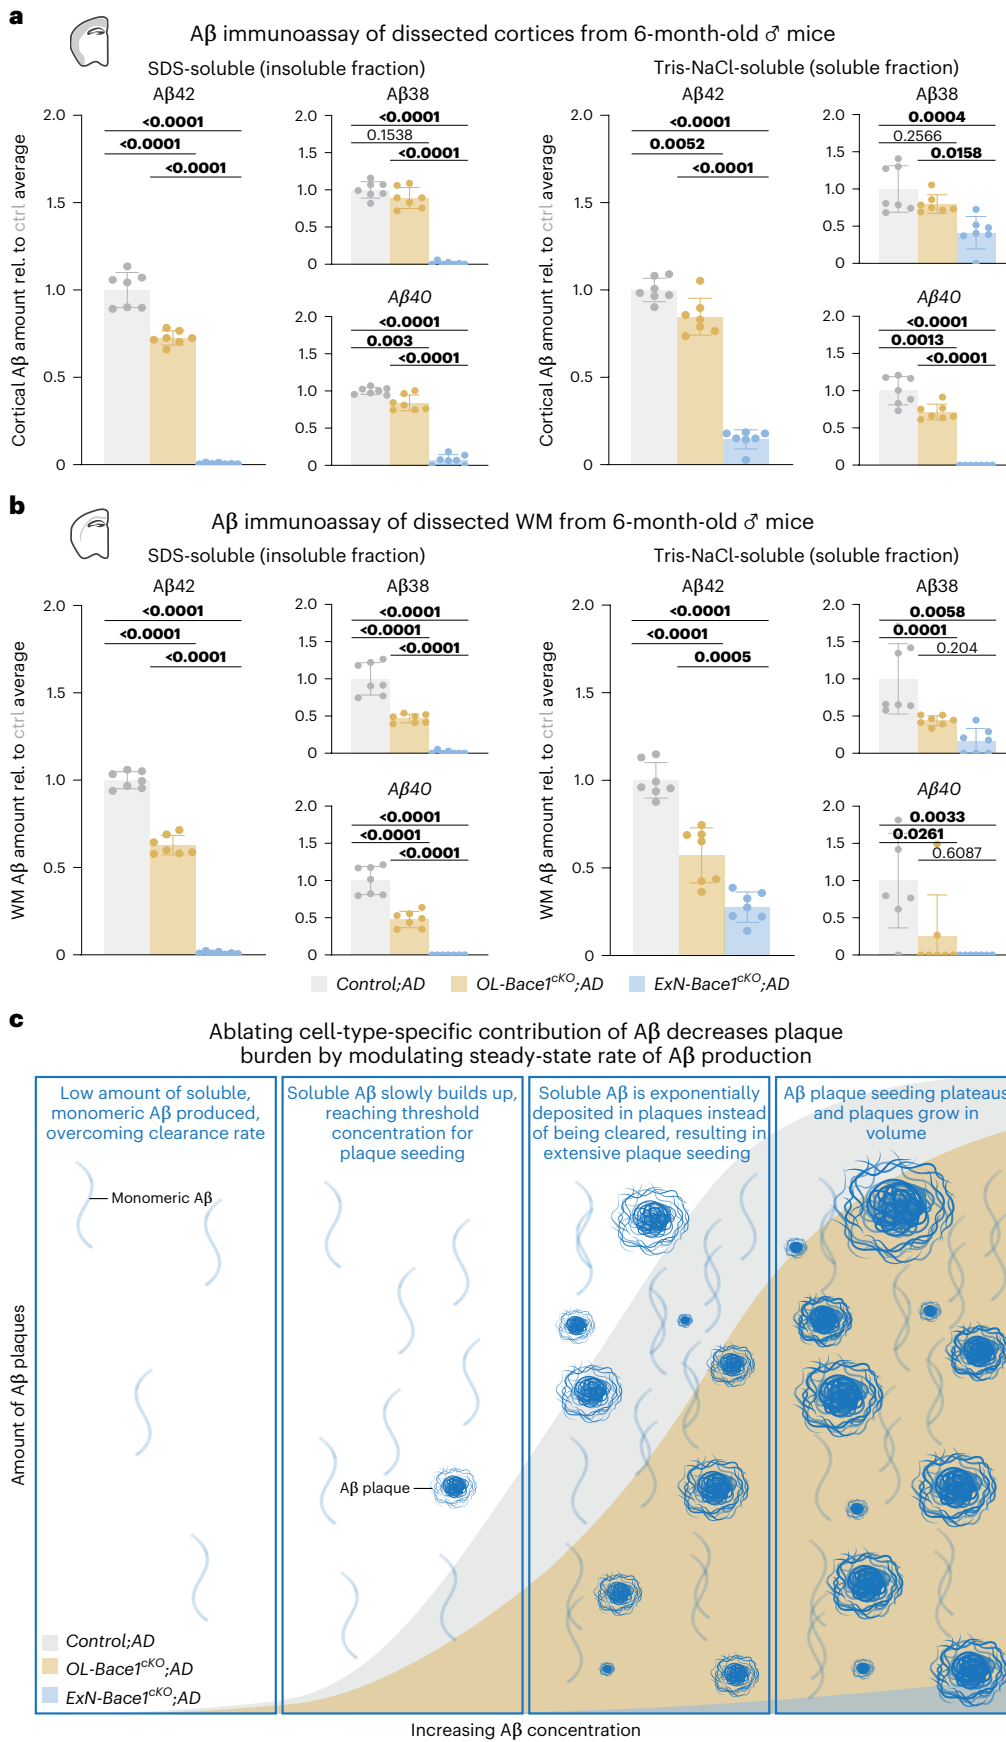 a
Aβ immunoassay of dissected cortices from 6-month-old ♂ mice
SDS-soluble (insoluble fraction)
Aβ42
Cortical Aβ amount rel. to ctrl average
2.0
1.5
1.0
0.5
0
<0.0001
<0.0001
<0.0001
Aβ38
2.0
1.5
1.0
0.5
0
<0.0001
0.1538
<0.0001
Aβ40
2.0
1.5
1.0
0.5
0
<0.0001
0.003
<0.0001
Tris-NaCl-soluble (soluble fraction)
Aβ42
Cortical Aβ amount rel. to ctrl average
2.0
1.5
1.0
0.5
0
<0.0001
0.0052
<0.0001
Aβ38
2.0
1.5
1.0
0.5
0
0.0004
0.2566
0.0158
Aβ40
2.0
1.5
1.0
0.5
0
<0.0001
0.0013
<0.0001
b
Aβ immunoassay of dissected WM from 6-month-old ♂ mice
SDS-soluble (insoluble fraction)
Aβ42
WM Aβ amount rel. to ctrl average
2.0
1.5
1.0
0.5
0
<0.0001
<0.0001
<0.0001
Aβ38
2.0
1.5
1.0
0.5
0
<0.0001
<0.0001
<0.0001
Aβ40
2.0
1.5
1.0
0.5
0
<0.0001
<0.0001
<0.0001
Tris-NaCl-soluble (soluble fraction)
Aβ42
WM Aβ amount rel. to ctrl average
2.0
1.5
1.0
0.5
0
<0.0001
<0.0001
0.0005
Aβ38
2.0
1.5
1.0
0.5
0
0.0058
0.0001
0.204
Aβ40
2.0
1.5
1.0
0.5
0
0.0033
0.0261
0.6087
Control;AD
OL-Bace1cKO;AD
ExN-Bace1cKO;AD
c
Ablating cell-type-specific contribution of Aβ decreases plaque
burden by modulating steady-state rate of Aβ production
Low amount of soluble,
monomeric Aβ produced,
overcoming clearance rate
Soluble Aβ slowly builds up,
reaching threshold
concentration for
plaque seeding
Soluble Aβ is exponentially
deposited in plaques instead
of being cleared, resulting in
extensive plaque seeding
Aβ plaque seeding plateaus
and plaques grow in
volume
Monomeric Aβ
Aβ plaque
Amount of Aβ plaques
Control;AD
OL-Bace1cKO;AD
ExN-Bace1cKO;AD
Increasing Aβ concentration